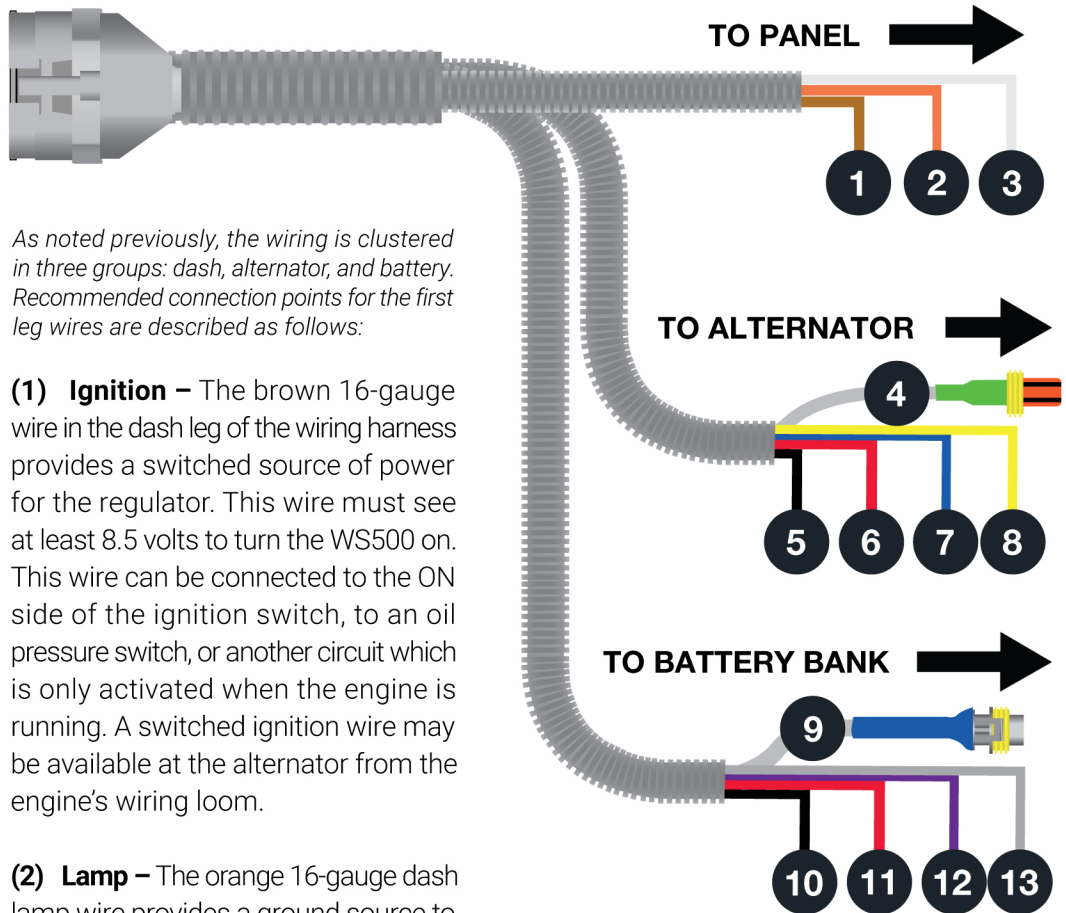 TO PANEL
1 2 3
As noted previously, the wiring is clustered
in three groups: dash, alternator, and battery.
Recommended connection points for the first
leg wires are described as follows:
TO ALTERNATOR
4
5 6 7 8
(1) Ignition – The brown 16-gauge
wire in the dash leg of the wiring harness
provides a switched source of power
for the regulator. This wire must see
at least 8.5 volts to turn the WS500 on.
This wire can be connected to the ON
side of the ignition switch, to an oil
pressure switch, or another circuit which
is only activated when the engine is
running. A switched ignition wire may
be available at the alternator from the
engine's wiring loom.
TO BATTERY BANK
9
10 11 12 13
(2) Lamp – The orange 16-gauge dash
lamp wire provides a ground source to